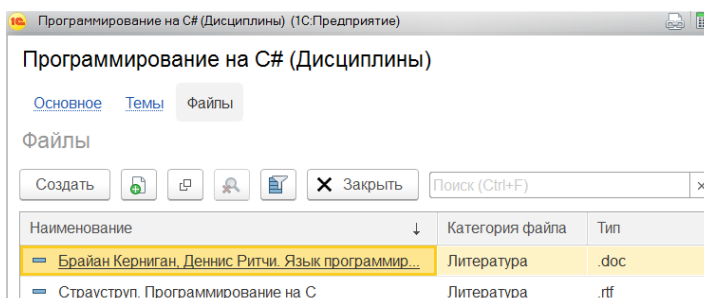 1С Программирование на C# (Дисциплины) (1С:Предприятие)
Программирование на C# (Дисциплины)
Основное Темы Файлы
Файлы
Создать Закрыть Поиск (Ctrl+F) ×
Наименование ↓ Категория файла Тип
Брайан Керниган, Деннис Ритчи. Язык программир... Литература .doc
Страуструп. Программирование на С Литература .rtf